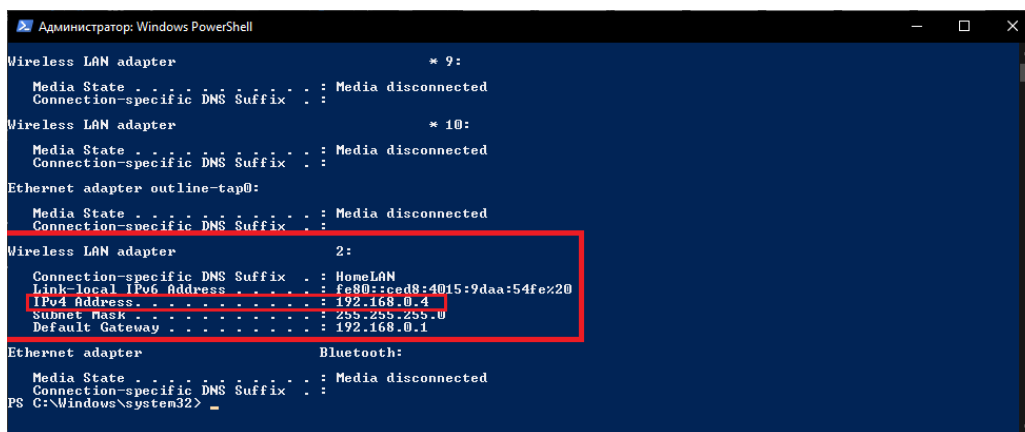 Администратор: Windows PowerShell
Wireless LAN adapter * 9:
Media State . . . . . . . . . . . : Media disconnected
Connection-specific DNS Suffix . :
Wireless LAN adapter * 10:
Media State . . . . . . . . . . . : Media disconnected
Connection-specific DNS Suffix . :
Ethernet adapter outline-tap0:
Media State . . . . . . . . . . . : Media disconnected
Connection-specific DNS Suffix . :
Wireless LAN adapter 2:
Connection-specific DNS Suffix . : HomeLAN
Link-local IPv6 Address . . . . . : fe80::ced8:4015:9daa:54fe%20
IPv4 Address. . . . . . . . . . . : 192.168.0.4
Subnet Mask . . . . . . . . . . . : 255.255.255.0
Default Gateway . . . . . . . . . : 192.168.0.1
Ethernet adapter Bluetooth:
Media State . . . . . . . . . . . : Media disconnected
Connection-specific DNS Suffix . :
PS C:\Windows\system32> _